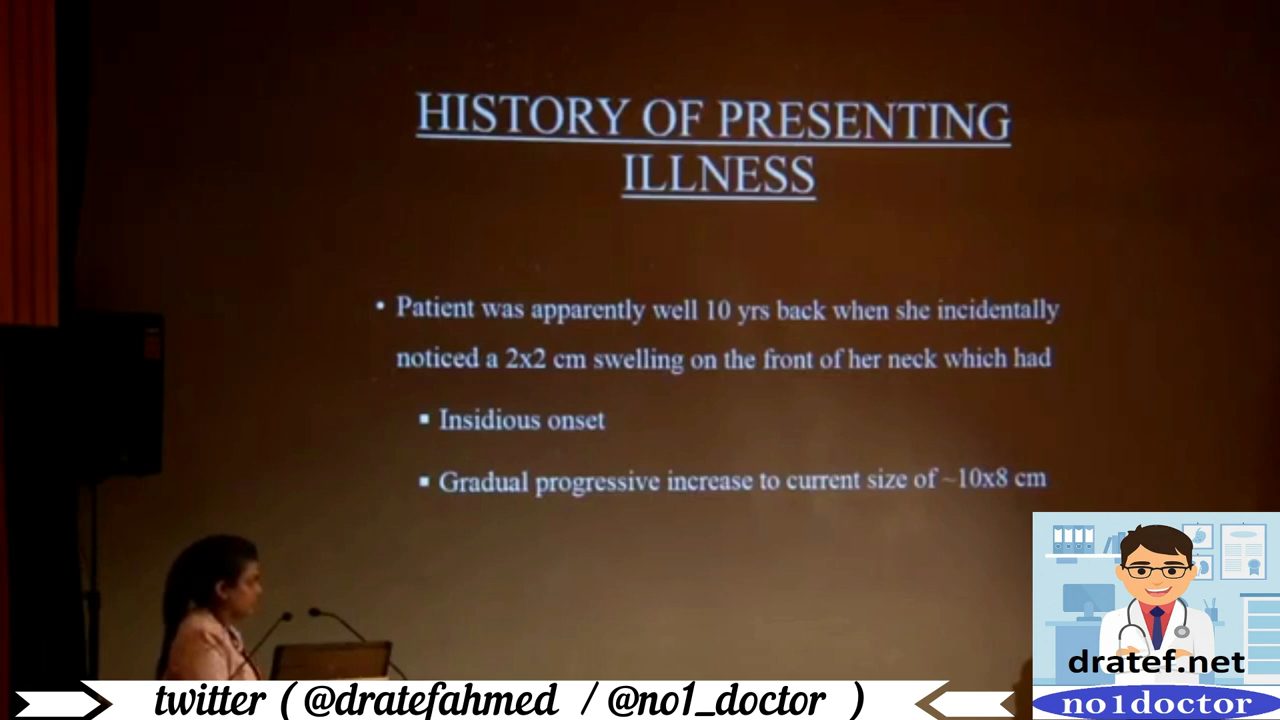 HISTORY OF PRESENTING
ILLNESS
• Patient was apparently well 10 yrs back when she incidentally
noticed a 2x2 cm swelling on the front of her neck which had
▪ Insidious onset
▪ Gradual progressive increase to current size of ~10x8 cm
dratef.net
no1doctor
twitter ( @dratefahmed / @no1_doctor )